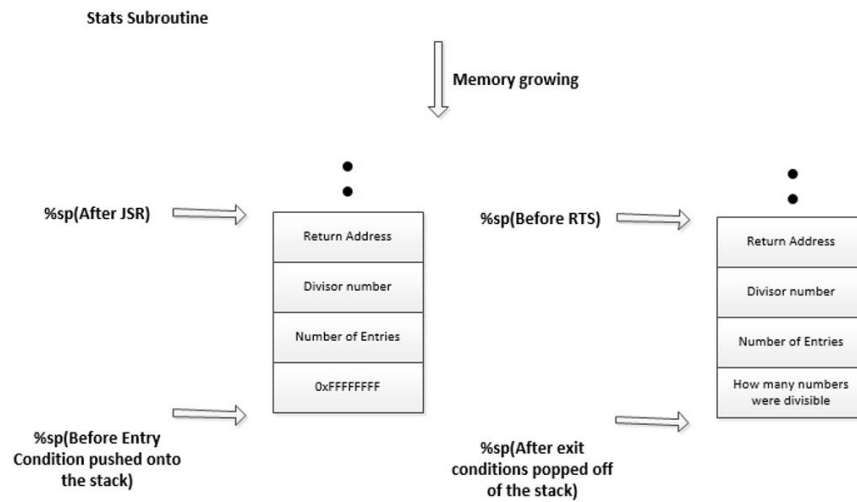 Stats Subroutine
Memory growing
%sp(After JSR)
Return Address
Divisor number
Number of Entries
0xFFFFFFFF
%sp(Before Entry
Condition pushed onto
the stack)
%sp(Before RTS)
Return Address
Divisor number
Number of Entries
How many numbers
were divisible
%sp(After exit
conditions popped off
of the stack)